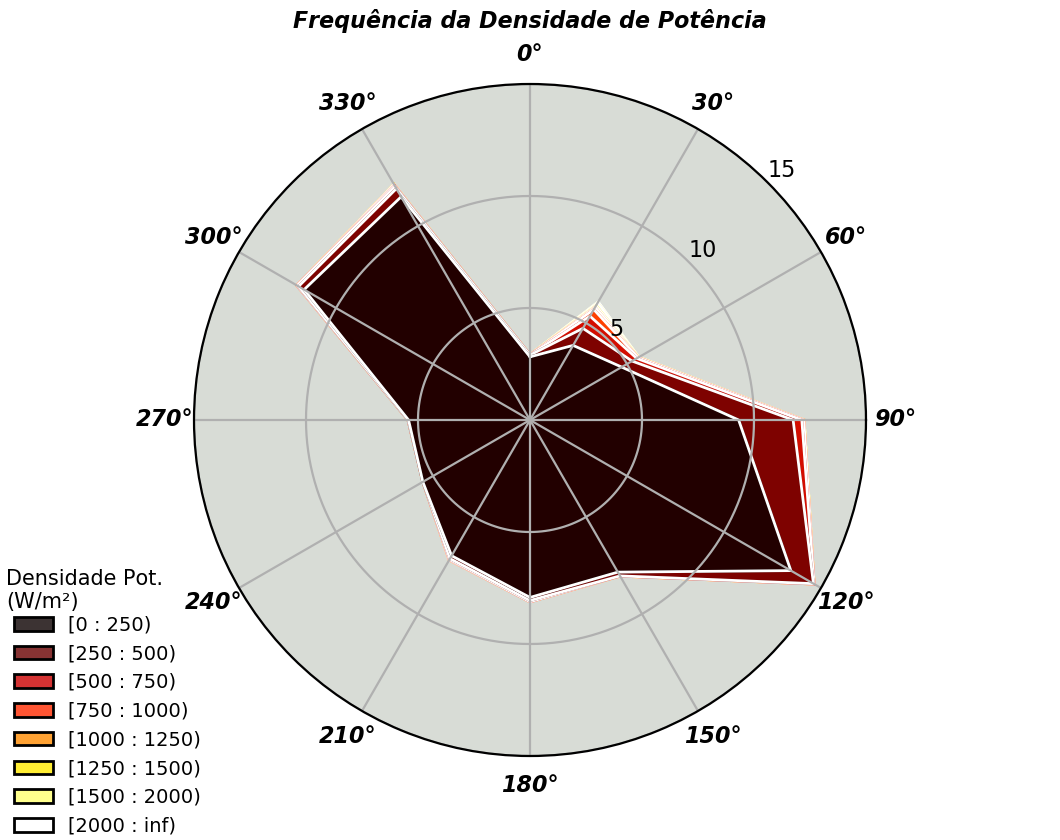 Frequência da Densidade de Potência
0°
30°
60°
90°
120°
150°
180°
210°
240°
270°
300°
330°
5
10
15
Densidade Pot.
(W/m²)
[0 : 250)
[250 : 500)
[500 : 750)
[750 : 1000)
[1000 : 1250)
[1250 : 1500)
[1500 : 2000)
[2000 : inf)